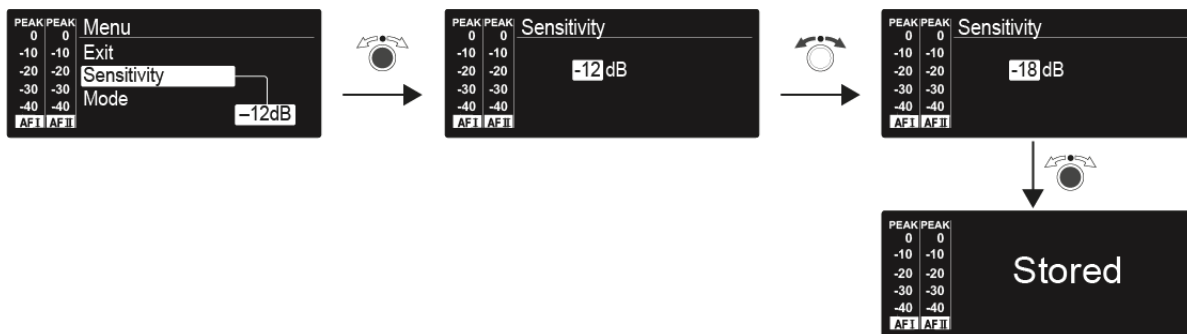 PEAK PEAK Menu
0 0
-10 -10 Exit
-20 -20 Sensitivity
-30 -30 Mode
-40 -40 –12dB
AF I AF II
PEAK PEAK Sensitivity
0 0
-10 -10
-20 -20 -12 dB
-30 -30
-40 -40
AF I AF II
PEAK PEAK Sensitivity
0 0
-10 -10
-20 -20 -18 dB
-30 -30
-40 -40
AF I AF II
PEAK PEAK
0 0
-10 -10
-20 -20 Stored
-30 -30
-40 -40
AF I AF II